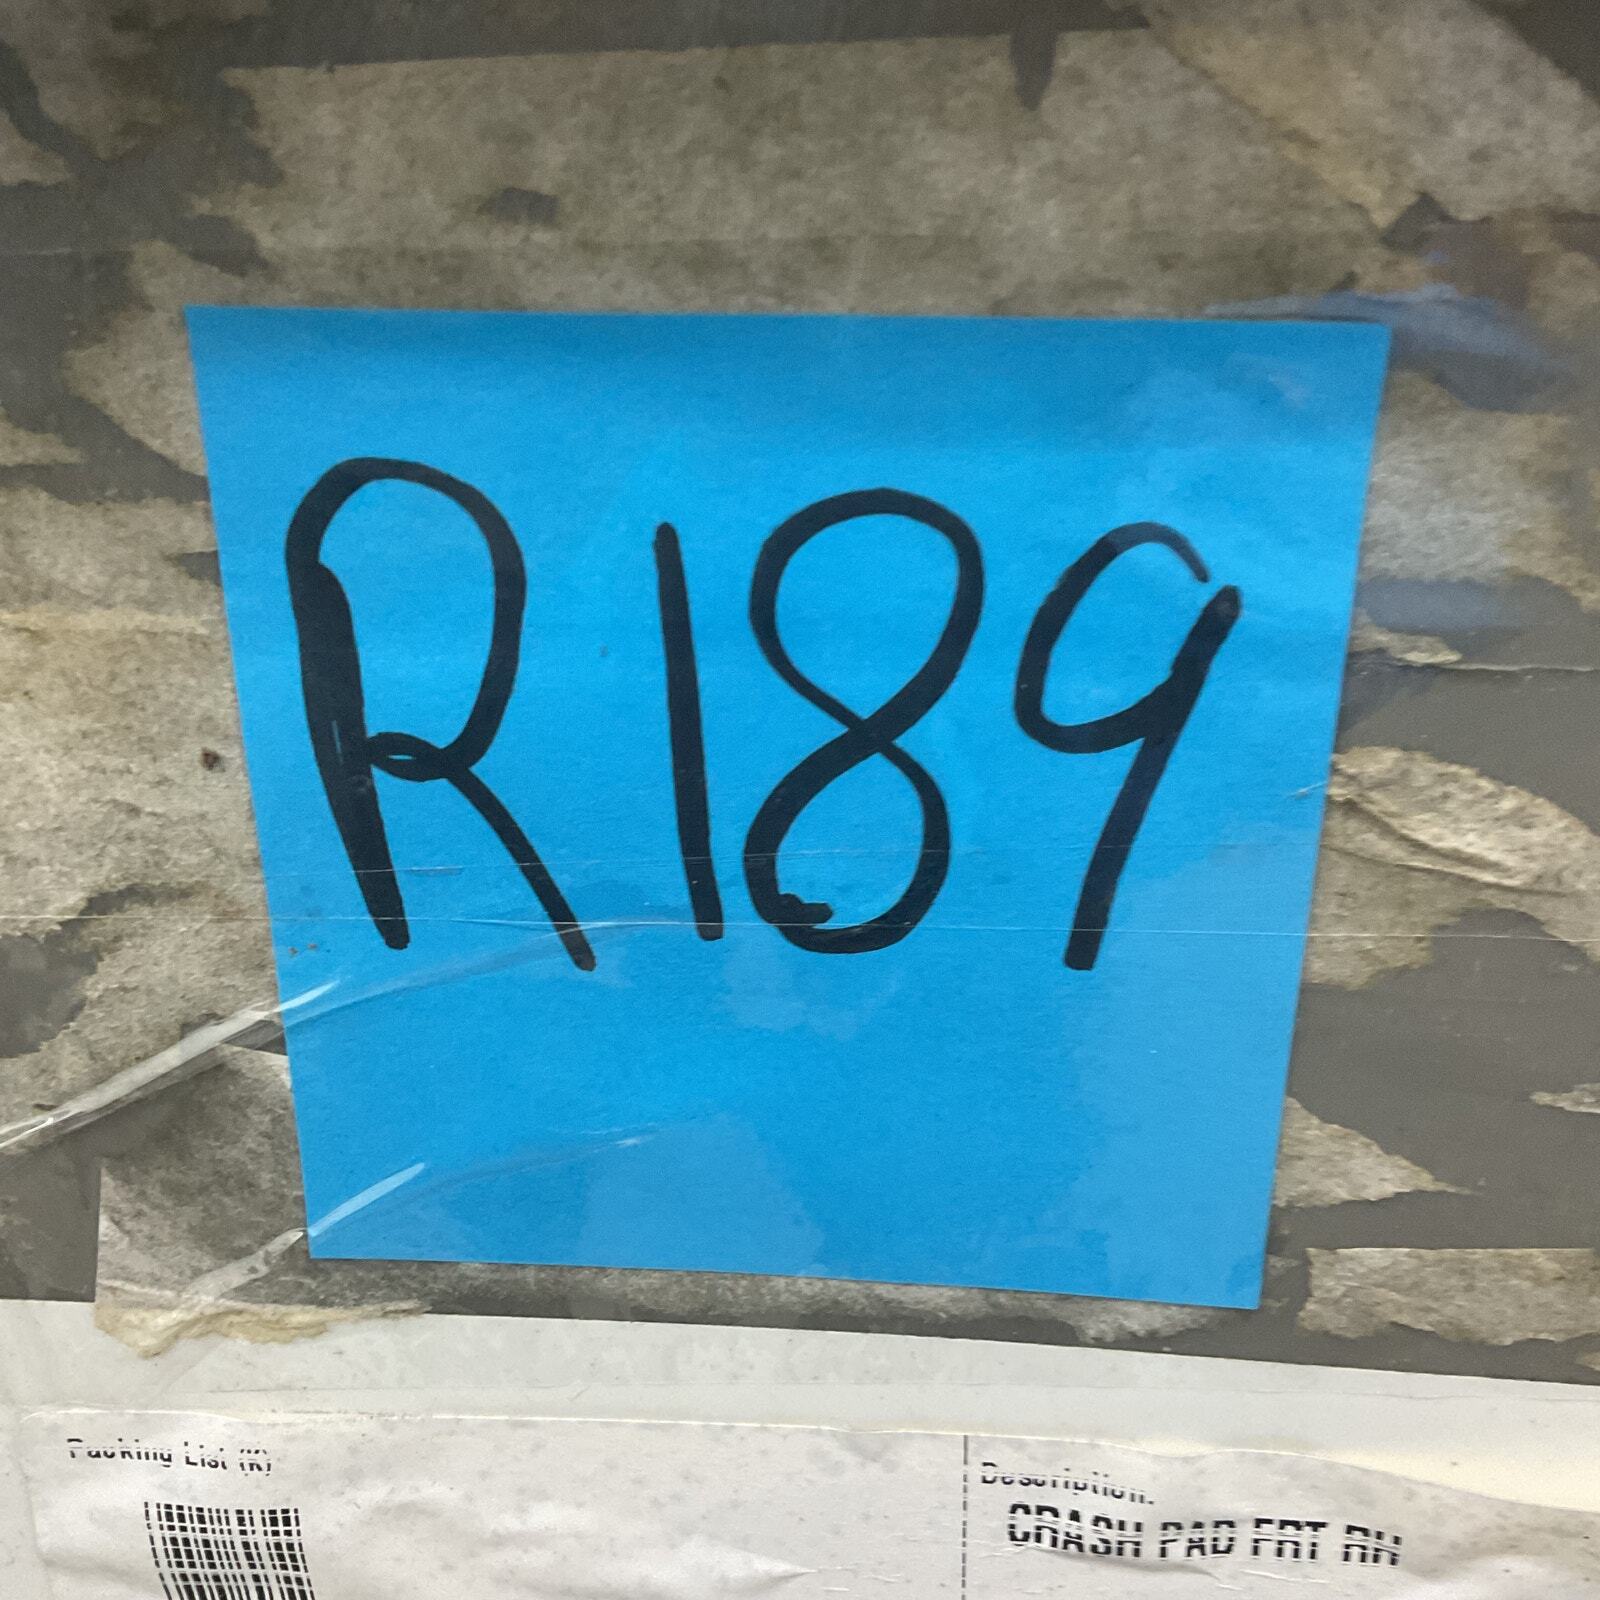 R189
Packing List (K)
Description:
CRASH PAD FRT RH